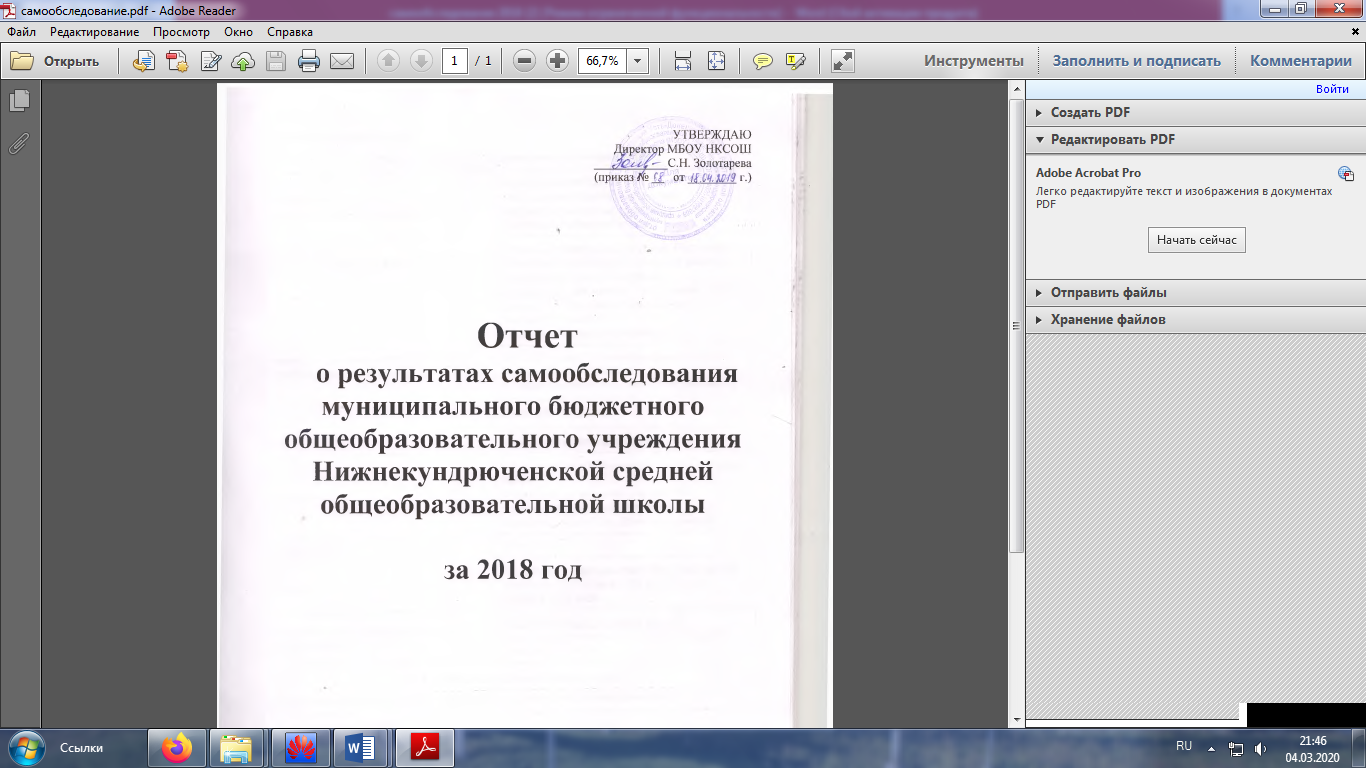 самообследование.pdf - Adobe Reader
Файл Редактирование Просмотр Окно Справка
Открыть 1 / 1 66,7% Инструменты Заполнить и подписать Комментарии
Войти
Создать PDF
Редактировать PDF
Adobe Acrobat Pro
Легко редактируйте текст и изображения в документах
PDF
Начать сейчас
Отправить файлы
Хранение файлов
УТВЕРЖДАЮ
Директор МБОУ НКСОШ
С.Н. Золотарева
(приказ № 68 от 18.04.2019 г.)
Отчет
о результатах самообследования
муниципального бюджетного
общеобразовательного учреждения
Нижнекундрюченской средней
общеобразовательной школы
за 2018 год
Ссылки
RU
21:46
04.03.2020